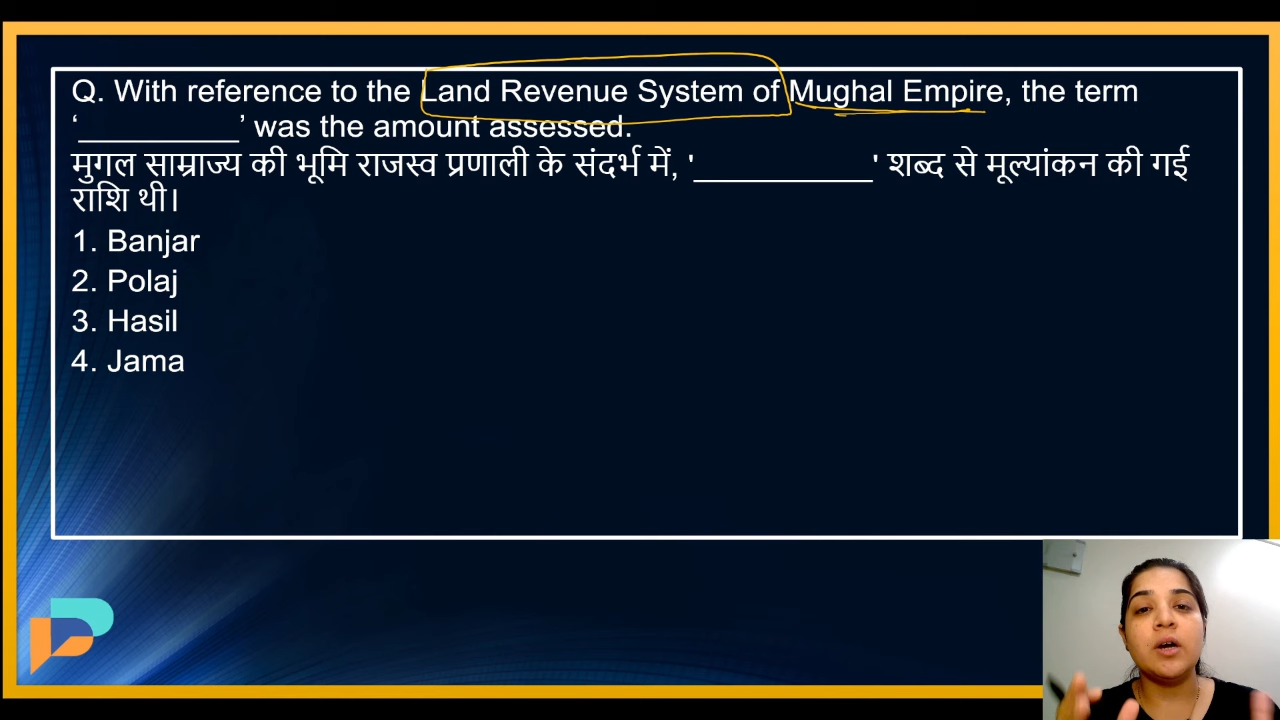 Q. With reference to the Land Revenue System of Mughal Empire, the term
‘__________’ was the amount assessed.
मुगल साम्राज्य की भूमि राजस्व प्रणाली के संदर्भ में, '___________' शब्द से मूल्यांकन की गई
राशि थी।
1. Banjar
2. Polaj
3. Hasil
4. Jama